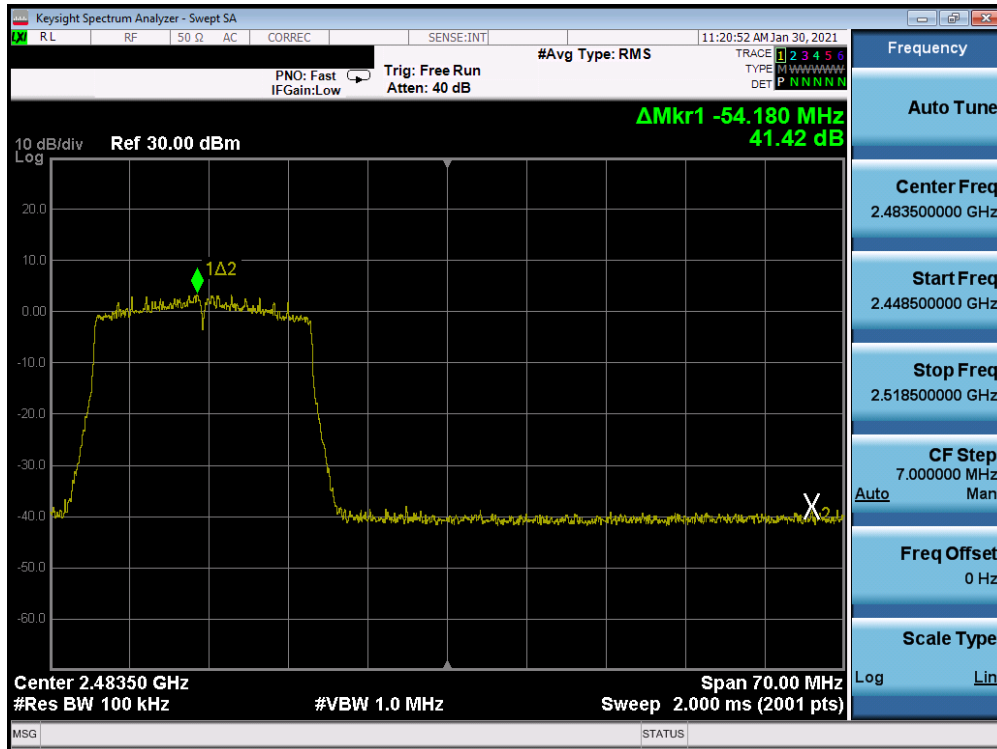 Keysight Spectrum Analyzer - Swept SA
LXI RL RF 50 Ω AC CORREC SENSE:INT 11:20:52 AM Jan 30, 2021
#Avg Type: RMS TRACE 1 2 3 4 5 6
PNO: Fast Trig: Free Run TYPE M WWWWW
IFGain:Low Atten: 40 dB DET P N N N N N
ΔMkr1 -54.180 MHz
41.42 dB
10 dB/div Ref 30.00 dBm
Log
20.0
10.0
1Δ2
0.00
-10.0
-20.0
-30.0
-40.0
X2
-50.0
-60.0
Center 2.48350 GHz Span 70.00 MHz
#Res BW 100 kHz #VBW 1.0 MHz Sweep 2.000 ms (2001 pts)
MSG STATUS
Frequency
Auto Tune
Center Freq
2.483500000 GHz
Start Freq
2.448500000 GHz
Stop Freq
2.518500000 GHz
CF Step
7.000000 MHz
Auto Man
Freq Offset
0 Hz
Scale Type
Log Lin